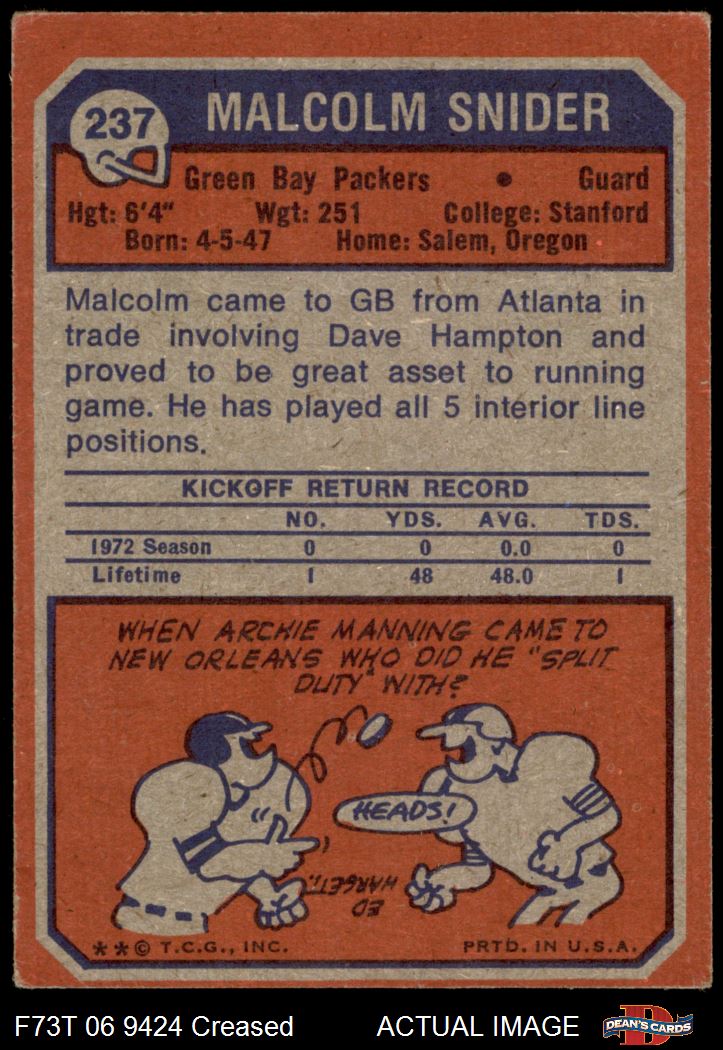 237
MALCOLM SNIDER
Green Bay Packers • Guard
Hgt: 6'4" Wgt: 251 College: Stanford
Born: 4-5-47 Home: Salem, Oregon
Malcolm came to GB from Atlanta in
trade involving Dave Hampton and
proved to be great asset to running
game. He has played all 5 interior line
positions.
KICKOFF RETURN RECORD
NO. YDS. AVG. TDS.
1972 Season 0 0 0.0 0
Lifetime 1 48 48.0 1
WHEN ARCHIE MANNING CAME TO
NEW ORLEANS WHO DID HE "SPLIT
DUTY" WITH?
HEADS!
ED
HARGETT..
**© T.C.G., INC. PRTD. IN U.S.A.
F73T 06 9424 Creased ACTUAL IMAGE
D
DEAN'S CARDS